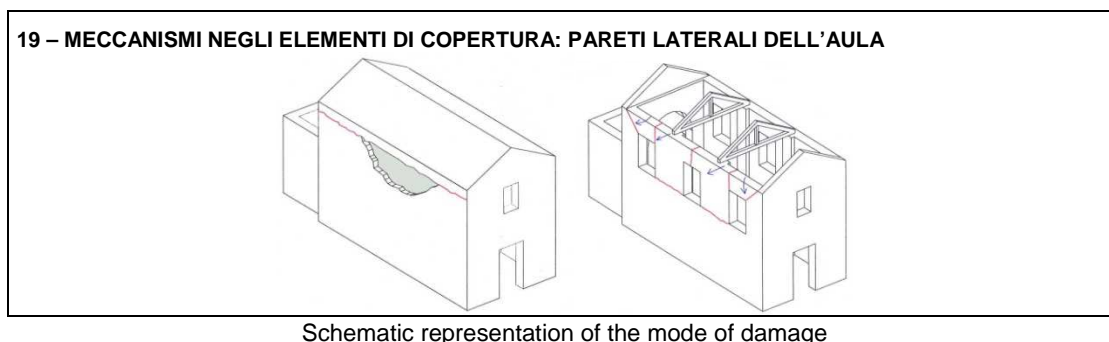 19 – MECCANISMI NEGLI ELEMENTI DI COPERTURA: PARETI LATERALI DELL’AULA
Schematic representation of the mode of damage